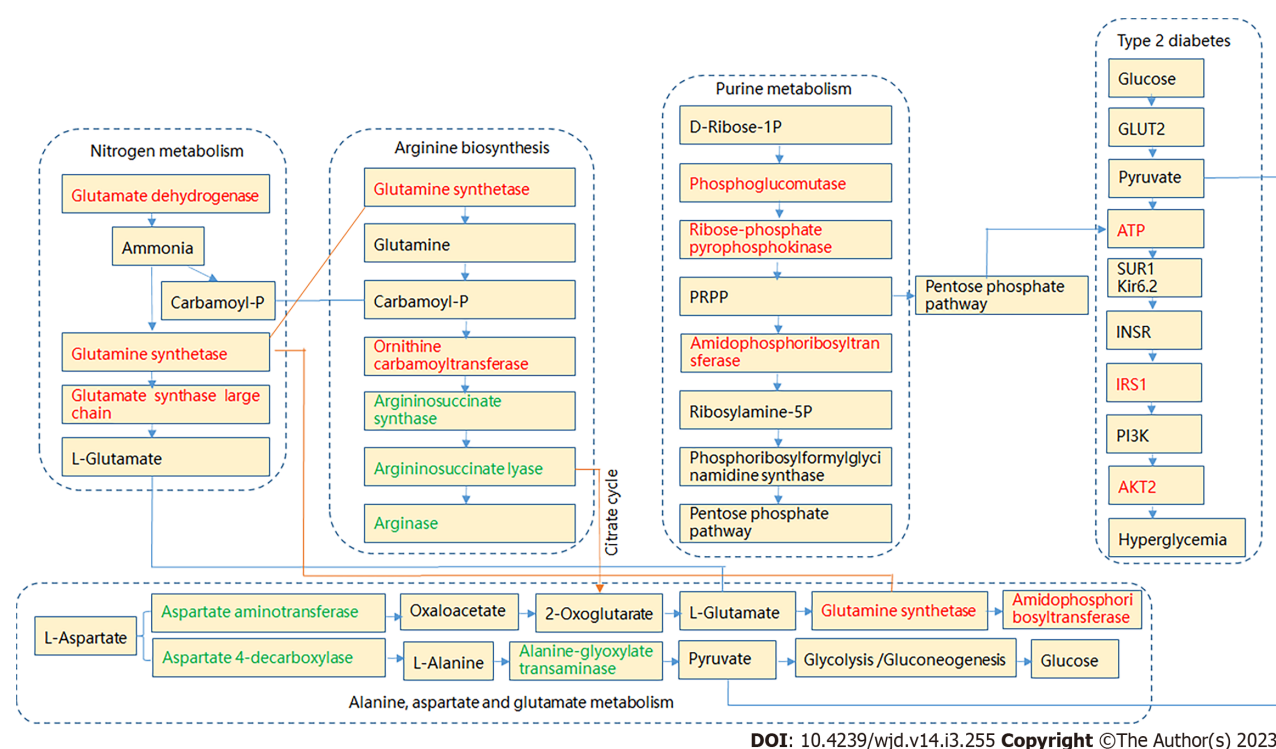 Nitrogen metabolism
Glutamate dehydrogenase
Ammonia
Carbamoyl-P
Glutamine synthetase
Glutamate synthase large
chain
L-Glutamate
Arginine biosynthesis
Glutamine synthetase
Glutamine
Carbamoyl-P
Ornithine
carbamoyltransferase
Argininosuccinate
synthase
Argininosuccinate lyase
Arginase
Citrate cycle
Purine metabolism
D-Ribose-1P
Phosphoglucomutase
Ribose-phosphate
pyrophosphokinase
PRPP
Amidophosphoribosyltran
sferase
Ribosylamine-5P
Phosphoribosylformylglyci
namidine synthase
Pentose phosphate
pathway
Pentose phosphate
pathway
Type 2 diabetes
Glucose
GLUT2
Pyruvate
ATP
SUR1
Kir6.2
INSR
IRS1
PI3K
AKT2
Hyperglycemia
L-Aspartate
Aspartate aminotransferase
Oxaloacetate
2-Oxoglutarate
L-Glutamate
Glutamine synthetase
Amidophosphori
bosyltransferase
Aspartate 4-decarboxylase
L-Alanine
Alanine-glyoxylate
transaminase
Pyruvate
Glycolysis /Gluconeogenesis
Glucose
Alanine, aspartate and glutamate metabolism
DOI: 10.4239/wjd.v14.i3.255 Copyright ©The Author(s) 2023